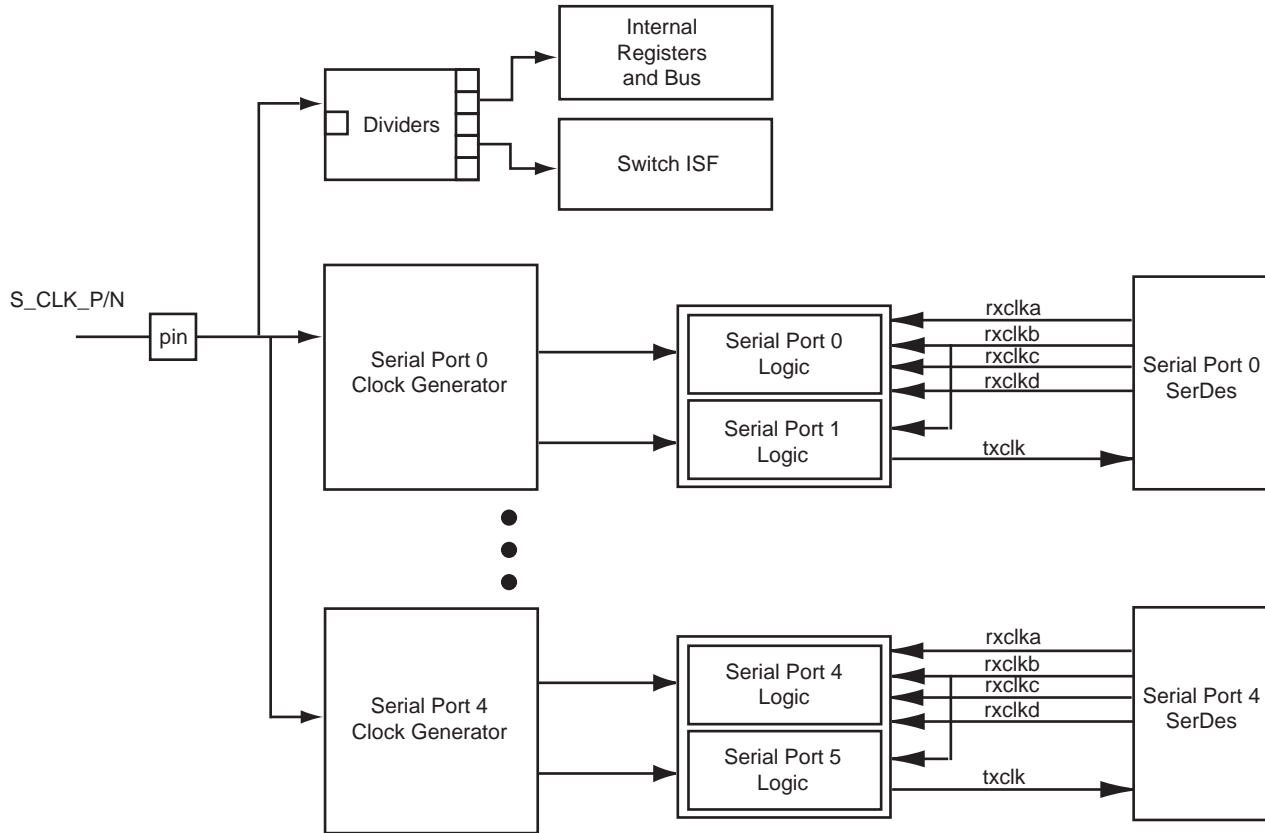 Internal
Registers
and Bus
Dividers
Switch ISF
S_CLK_P/N
pin
Serial Port 0
Clock Generator
Serial Port 0
Logic
Serial Port 1
Logic
rxclka
rxclkb
rxclkc
rxclkd
txclk
Serial Port 0
SerDes
Serial Port 4
Clock Generator
Serial Port 4
Logic
Serial Port 5
Logic
rxclka
rxclkb
rxclkc
rxclkd
txclk
Serial Port 4
SerDes